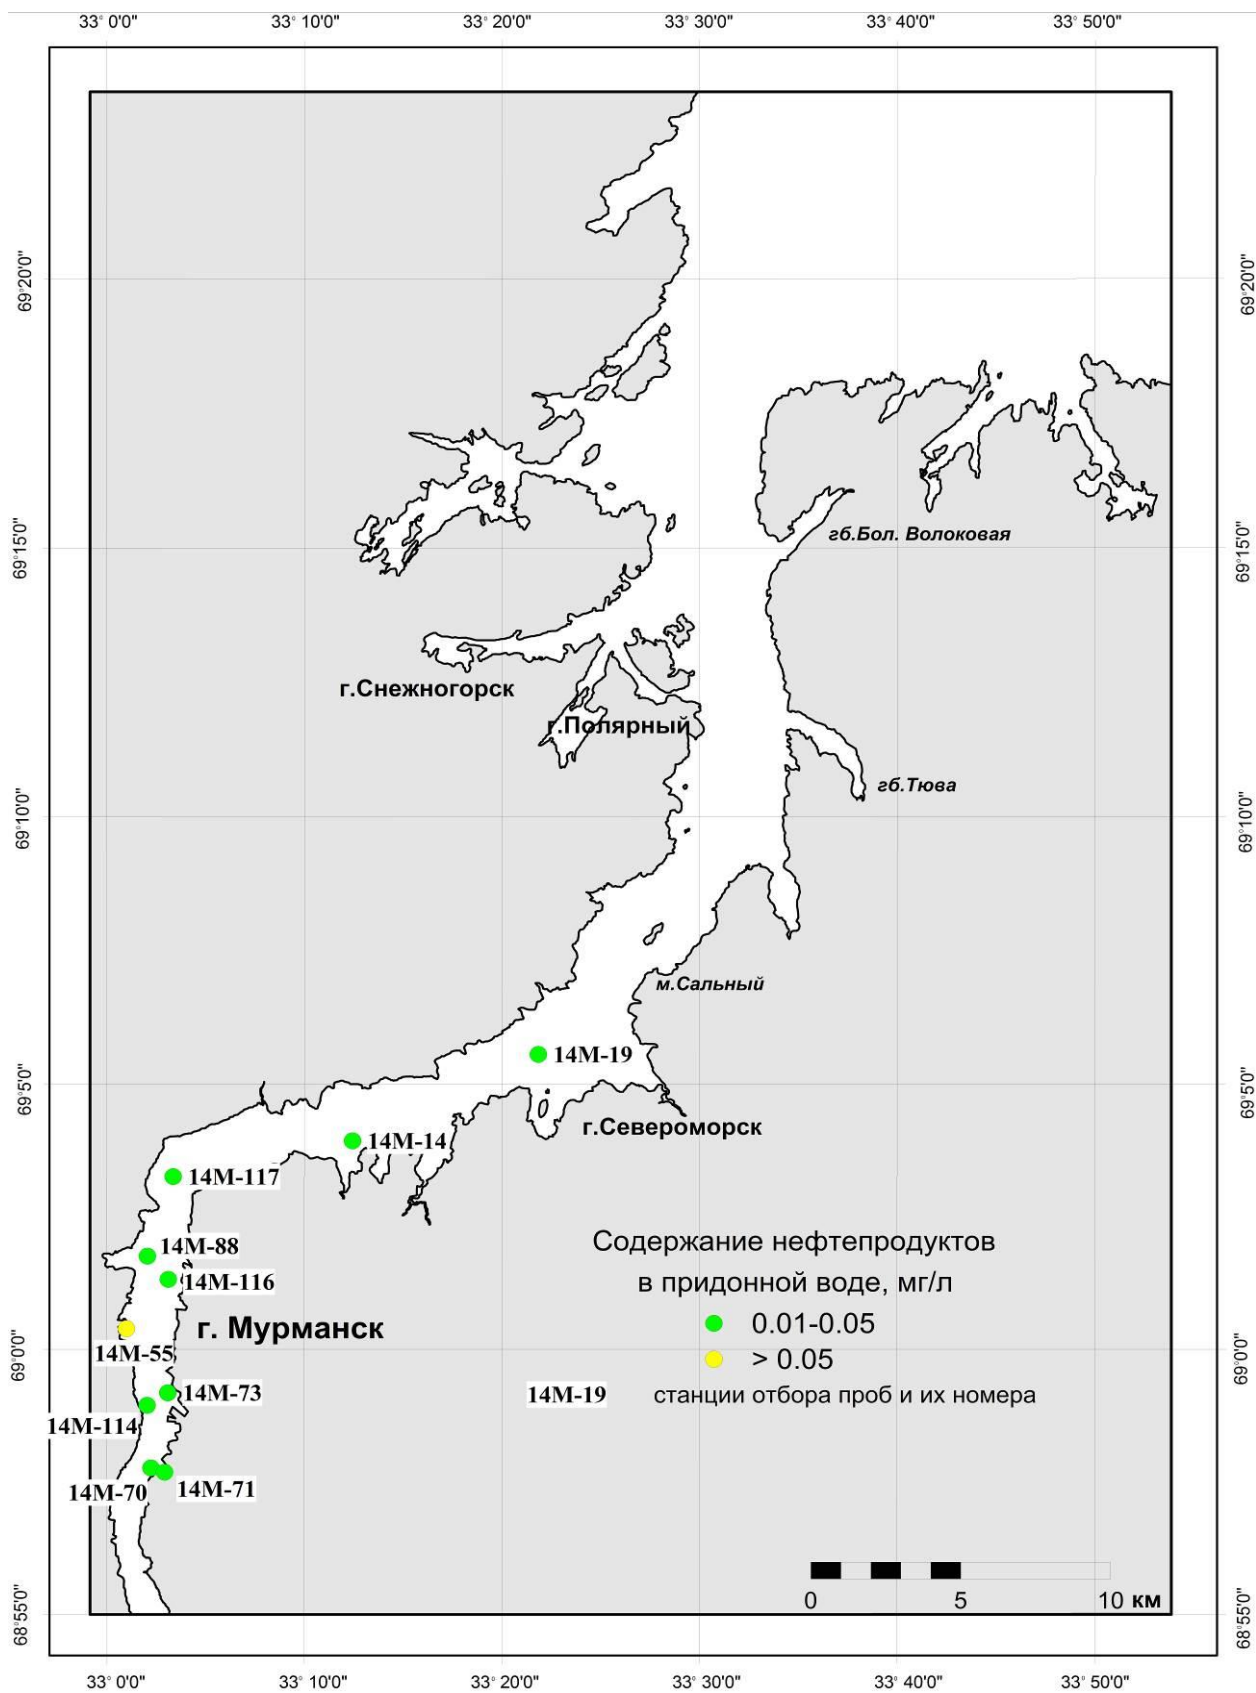 33° 0'0"
33° 10'0"
33° 20'0"
33° 30'0"
33° 40'0"
33° 50'0"
69°20'0"
69°20'0"
гб.Бол. Волоковая
69°15'0"
69°15'0"
г.Снежногорск
г.Полярный
гб.Тюва
69°10'0"
69°10'0"
м.Сальный
14М-19
69°5'0"
69°5'0"
г.Североморск
14М-14
14М-117
14М-88
14М-116
г. Мурманск
14М-55
69°0'0"
69°0'0"
14М-73
14М-114
14М-70
14М-71
Содержание нефтепродуктов
в придонной воде, мг/л
0.01-0.05
> 0.05
14М-19 станции отбора проб и их номера
0 5 10 км
68°55'0"
68°55'0"
33° 0'0"
33° 10'0"
33° 20'0"
33° 30'0"
33° 40'0"
33° 50'0"